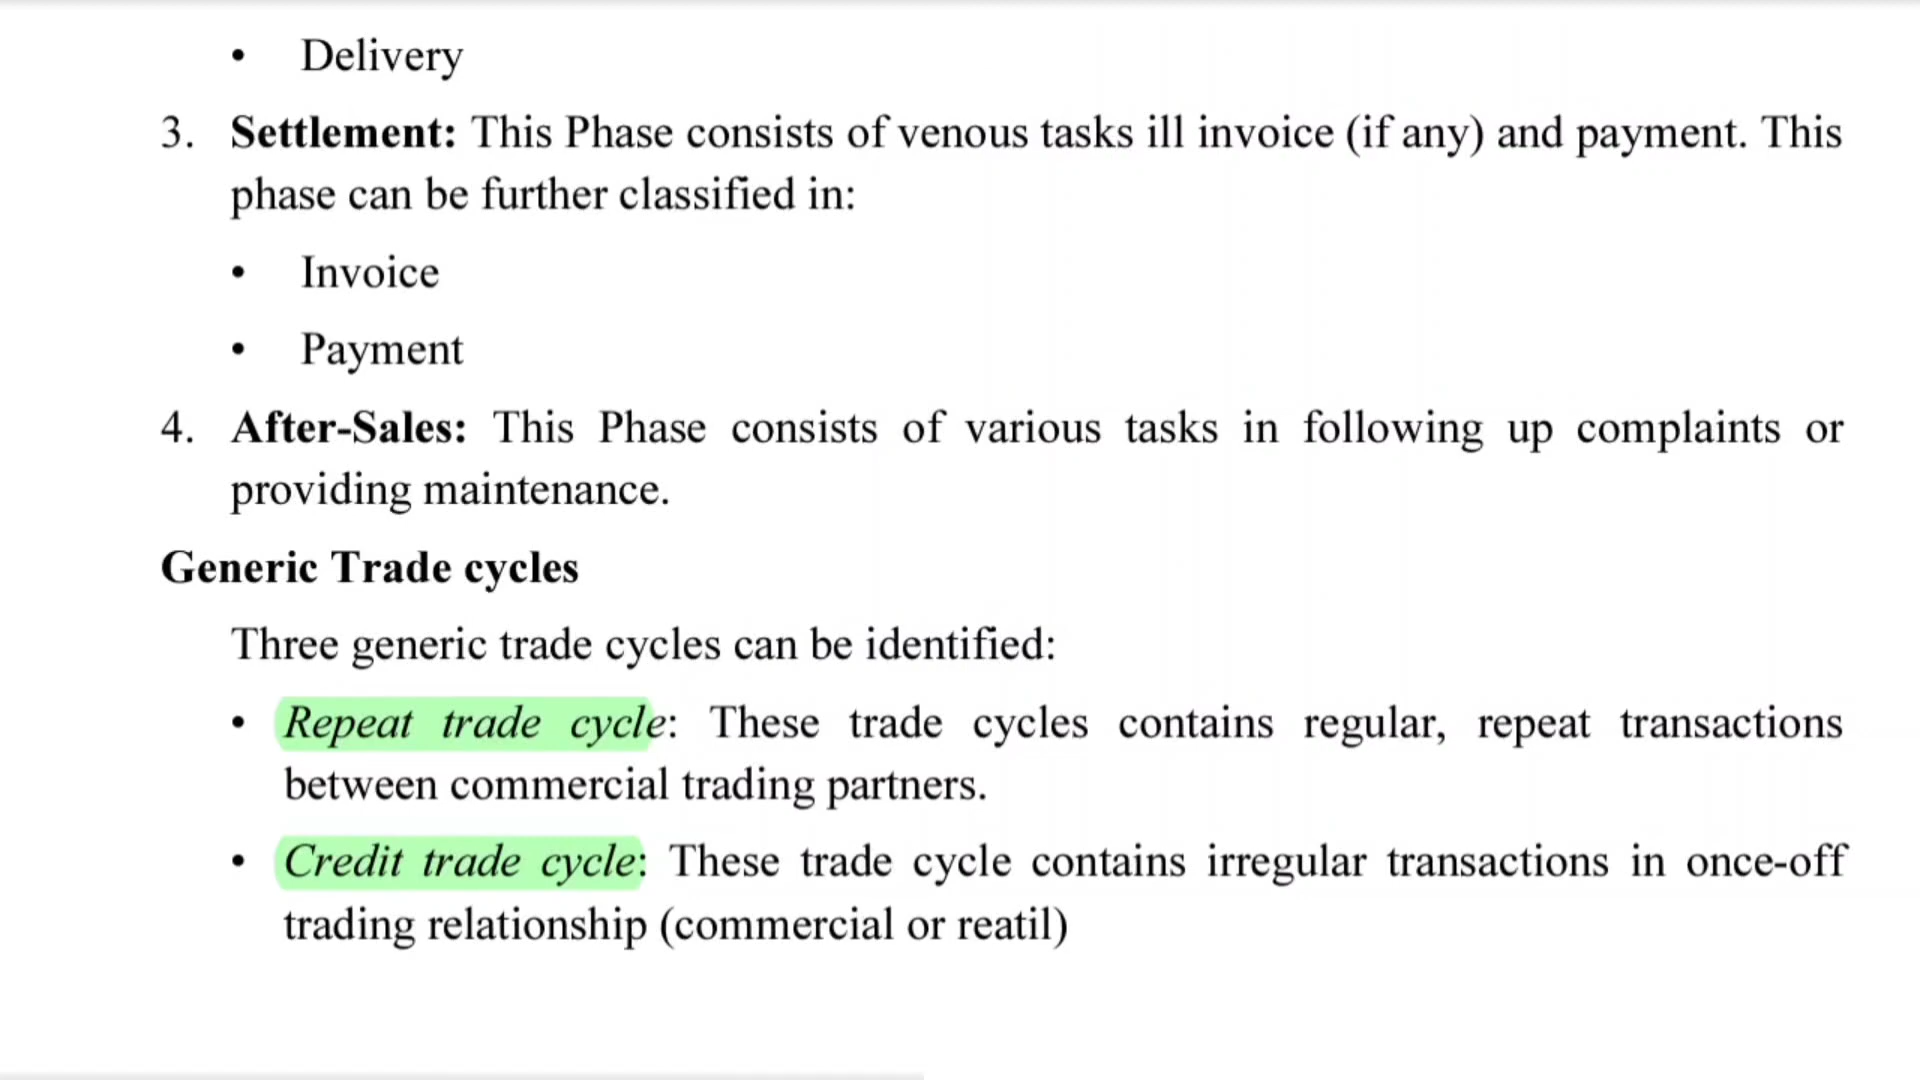 • Delivery
3. Settlement: This Phase consists of venous tasks ill invoice (if any) and payment. This
phase can be further classified in:
• Invoice
• Payment
4. After-Sales: This Phase consists of various tasks in following up complaints or
providing maintenance.
Generic Trade cycles
Three generic trade cycles can be identified:
• Repeat trade cycle: These trade cycles contains regular, repeat transactions
between commercial trading partners.
• Credit trade cycle: These trade cycle contains irregular transactions in once-off
trading relationship (commercial or reatil)